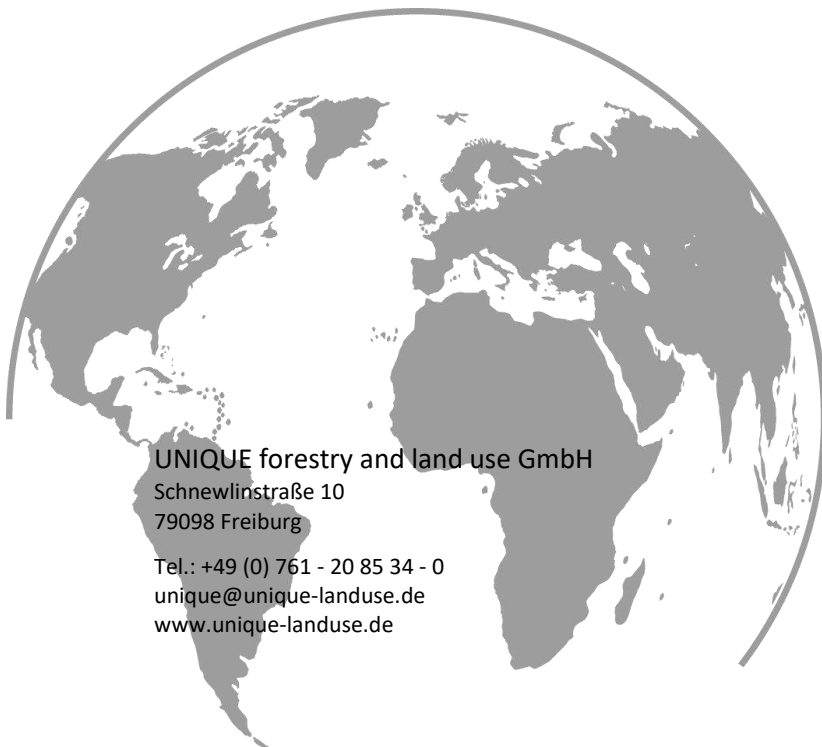 UNIQUE forestry and land use GmbH
Schnewlinstraße 10
79098 Freiburg
Tel.: +49 (0) 761 - 20 85 34 - 0
unique@unique-landuse.de
www.unique-landuse.de